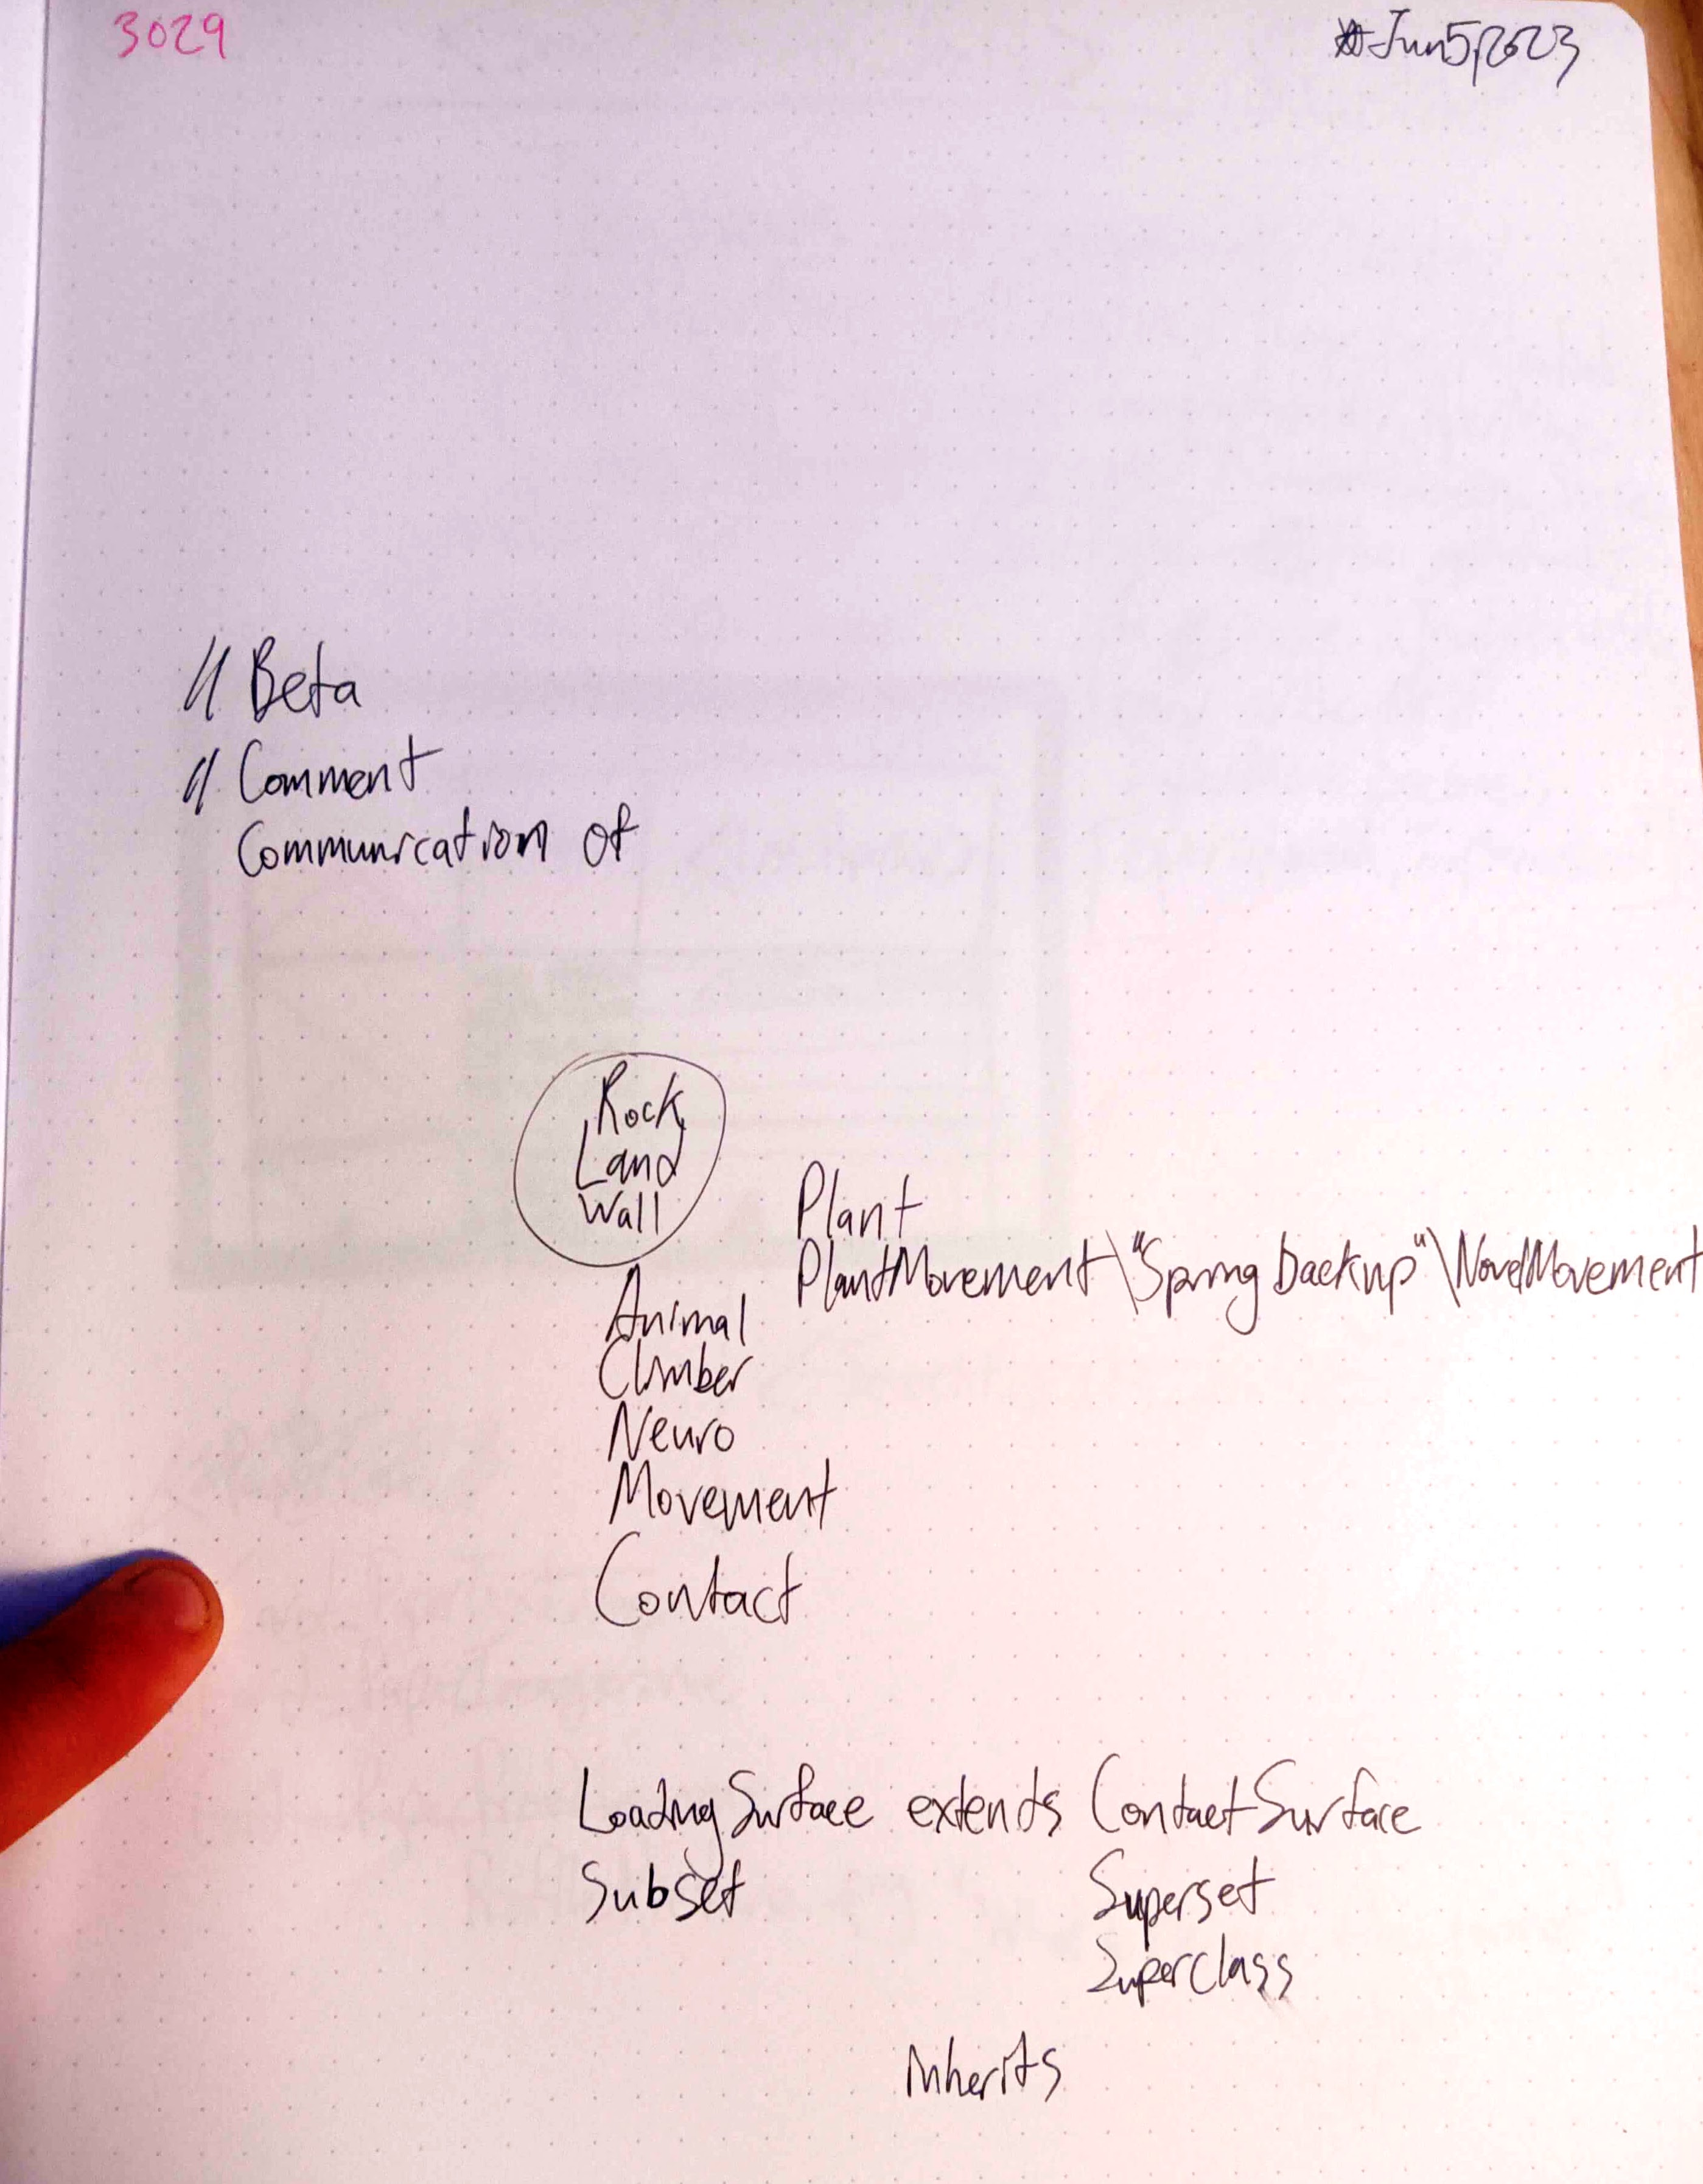 3029
#Jun5,2023
// Beta
// Comment
Communication of
Rock
Land
Wall
Plant
PlantMovement\"Spring backup"\NovelMovement
Animal
Climber
Neuro
Movement
Contact
LoadingSurface extends ContactSurface
Subset Superset
Superclass
inherits